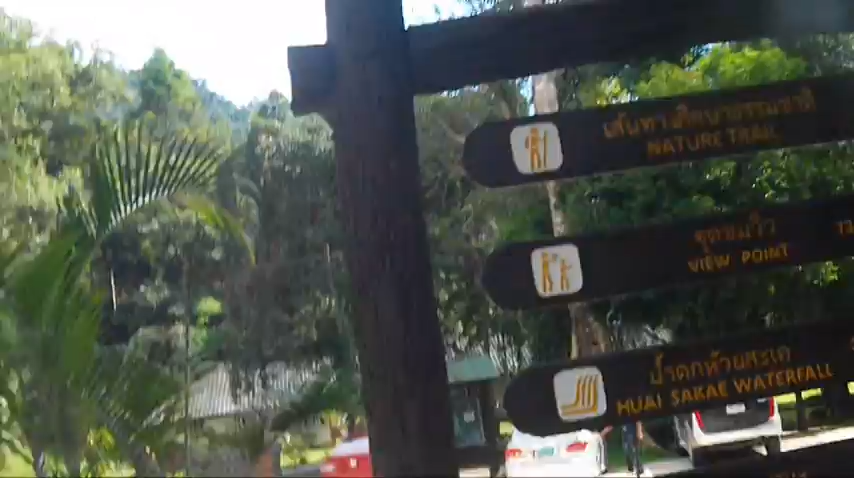 เส้นทางศึกษาธรรมชาติ
NATURE TRAIL
จุดชมวิว
VIEW POINT
น้ำตกห้วยสะแด
HUAI SAKAE WATERFALL